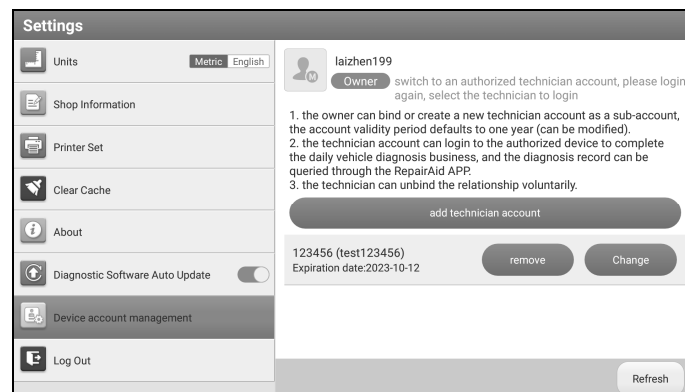 Settings
Units
Metric English
Shop Information
Printer Set
Clear Cache
About
Diagnostic Software Auto Update
Device account management
Log Out
laizhen199
Owner switch to an authorized technician account, please login
again, select the technician to login
1. the owner can bind or create a new technician account as a sub-account,
the account validity period defaults to one year (can be modified).
2. the technician account can login to the authorized device to complete
the daily vehicle diagnosis business, and the diagnosis record can be
queried through the RepairAid APP.
3. the technician can unbind the relationship voluntarily.
add technician account
123456 (test123456)
Expiration date:2023-10-12
remove
Change
Refresh